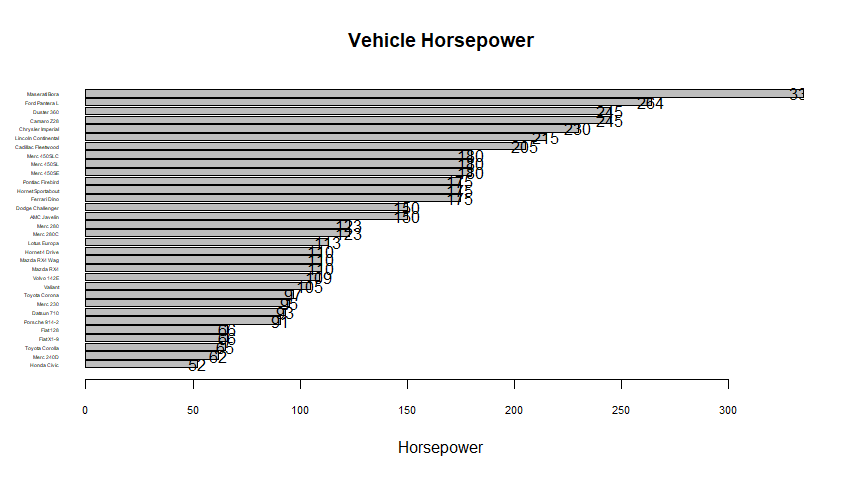 Vehicle Horsepower
Maserati Bora 33
Ford Pantera L 264
Duster 360 245
Camaro Z28 245
Chrysler Imperial 230
Lincoln Continental 215
Cadillac Fleetwood 205
Merc 450SLC 180
Merc 450SL 180
Merc 450SE 180
Pontiac Firebird 175
Hornet Sportabout 175
Ferrari Dino 175
Dodge Challenger 150
AMC Javelin 150
Merc 280 123
Merc 280C 123
Lotus Europa 113
Hornet 4 Drive 110
Mazda RX4 Wag 110
Mazda RX4 110
Volvo 142E 109
Valiant 105
Toyota Corona 97
Merc 230 95
Datsun 710 93
Porsche 914-2 91
Fiat 128 66
Fiat X1-9 66
Toyota Corolla 65
Merc 240D 62
Honda Civic 52
0 50 100 150 200 250 300
Horsepower